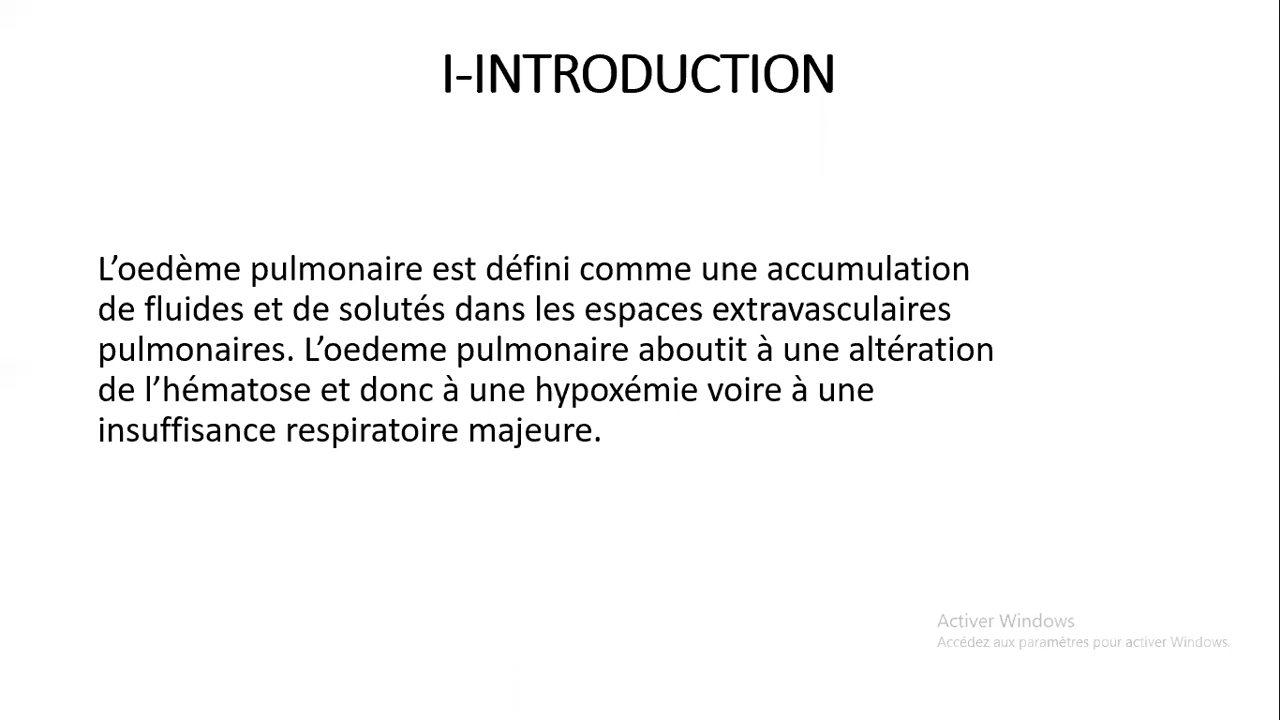 I-INTRODUCTION
L’oedème pulmonaire est défini comme une accumulation
de fluides et de solutés dans les espaces extravasculaires
pulmonaires. L’oedeme pulmonaire aboutit à une altération
de l’hématose et donc à une hypoxémie voire à une
insuffisance respiratoire majeure.
Activer Windows
Accédez aux paramètres pour activer Windows.